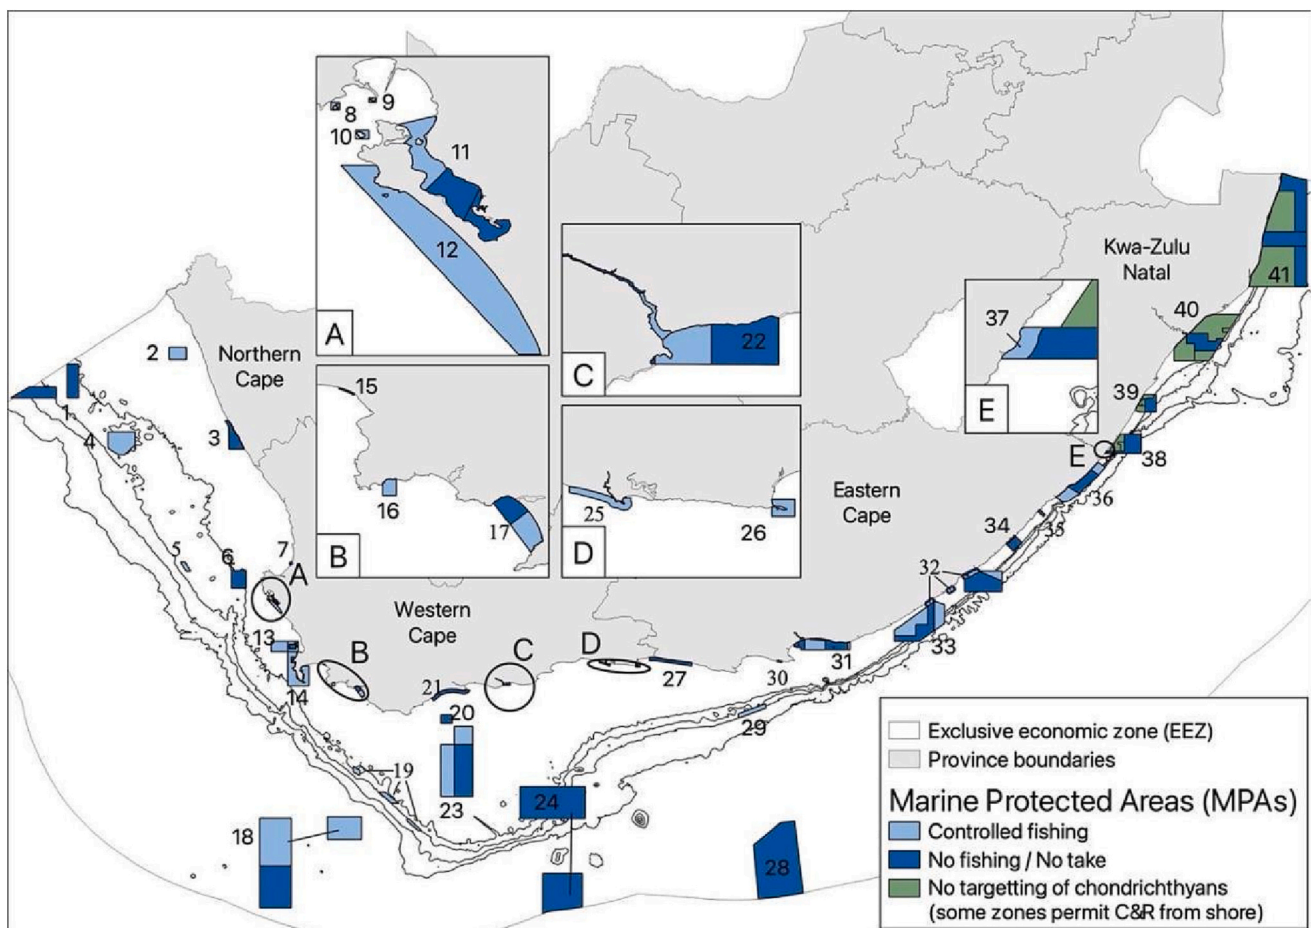 8
9
10
11
12
A
15
16
17
B
22
C
25
26
D
37
E
Kwa-Zulu
Natal
41
40
39
38
E
36
35
34
Northern
Cape
2
1
3
4
5
6
7
A
Western
Cape
Eastern
Cape
13
14
B
21
C
D
27
30
31
32
33
20
29
19
23
24
18
28
Exclusive economic zone (EEZ)
Province boundaries
Marine Protected Areas (MPAs)
Controlled fishing
No fishing / No take
No targetting of chondrichthyans
(some zones permit C&R from shore)